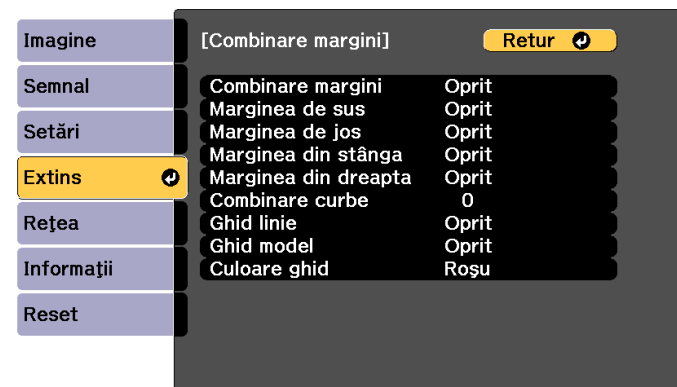 Imagine
Semnal
Setări
Extins
Reţea
Informaţii
Reset
[Combinare margini] Retur
Combinare margini Oprit
Marginea de sus Oprit
Marginea de jos Oprit
Marginea din stânga Oprit
Marginea din dreapta Oprit
Combinare curbe 0
Ghid linie Oprit
Ghid model Oprit
Culoare ghid Roşu